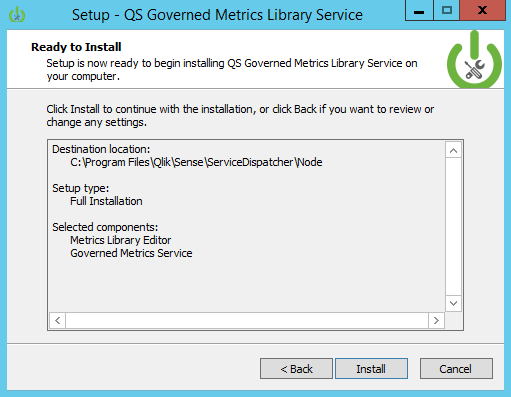 Setup - QS Governed Metrics Library Service
Ready to Install
Setup is now ready to begin installing QS Governed Metrics Library Service on
your computer.
Click Install to continue with the installation, or click Back if you want to review or
change any settings.
Destination location:
C:\Program Files\Qlik\Sense\ServiceDispatcher\Node
Setup type:
Full Installation
Selected components:
Metrics Library Editor
Governed Metrics Service
< Back
Install
Cancel